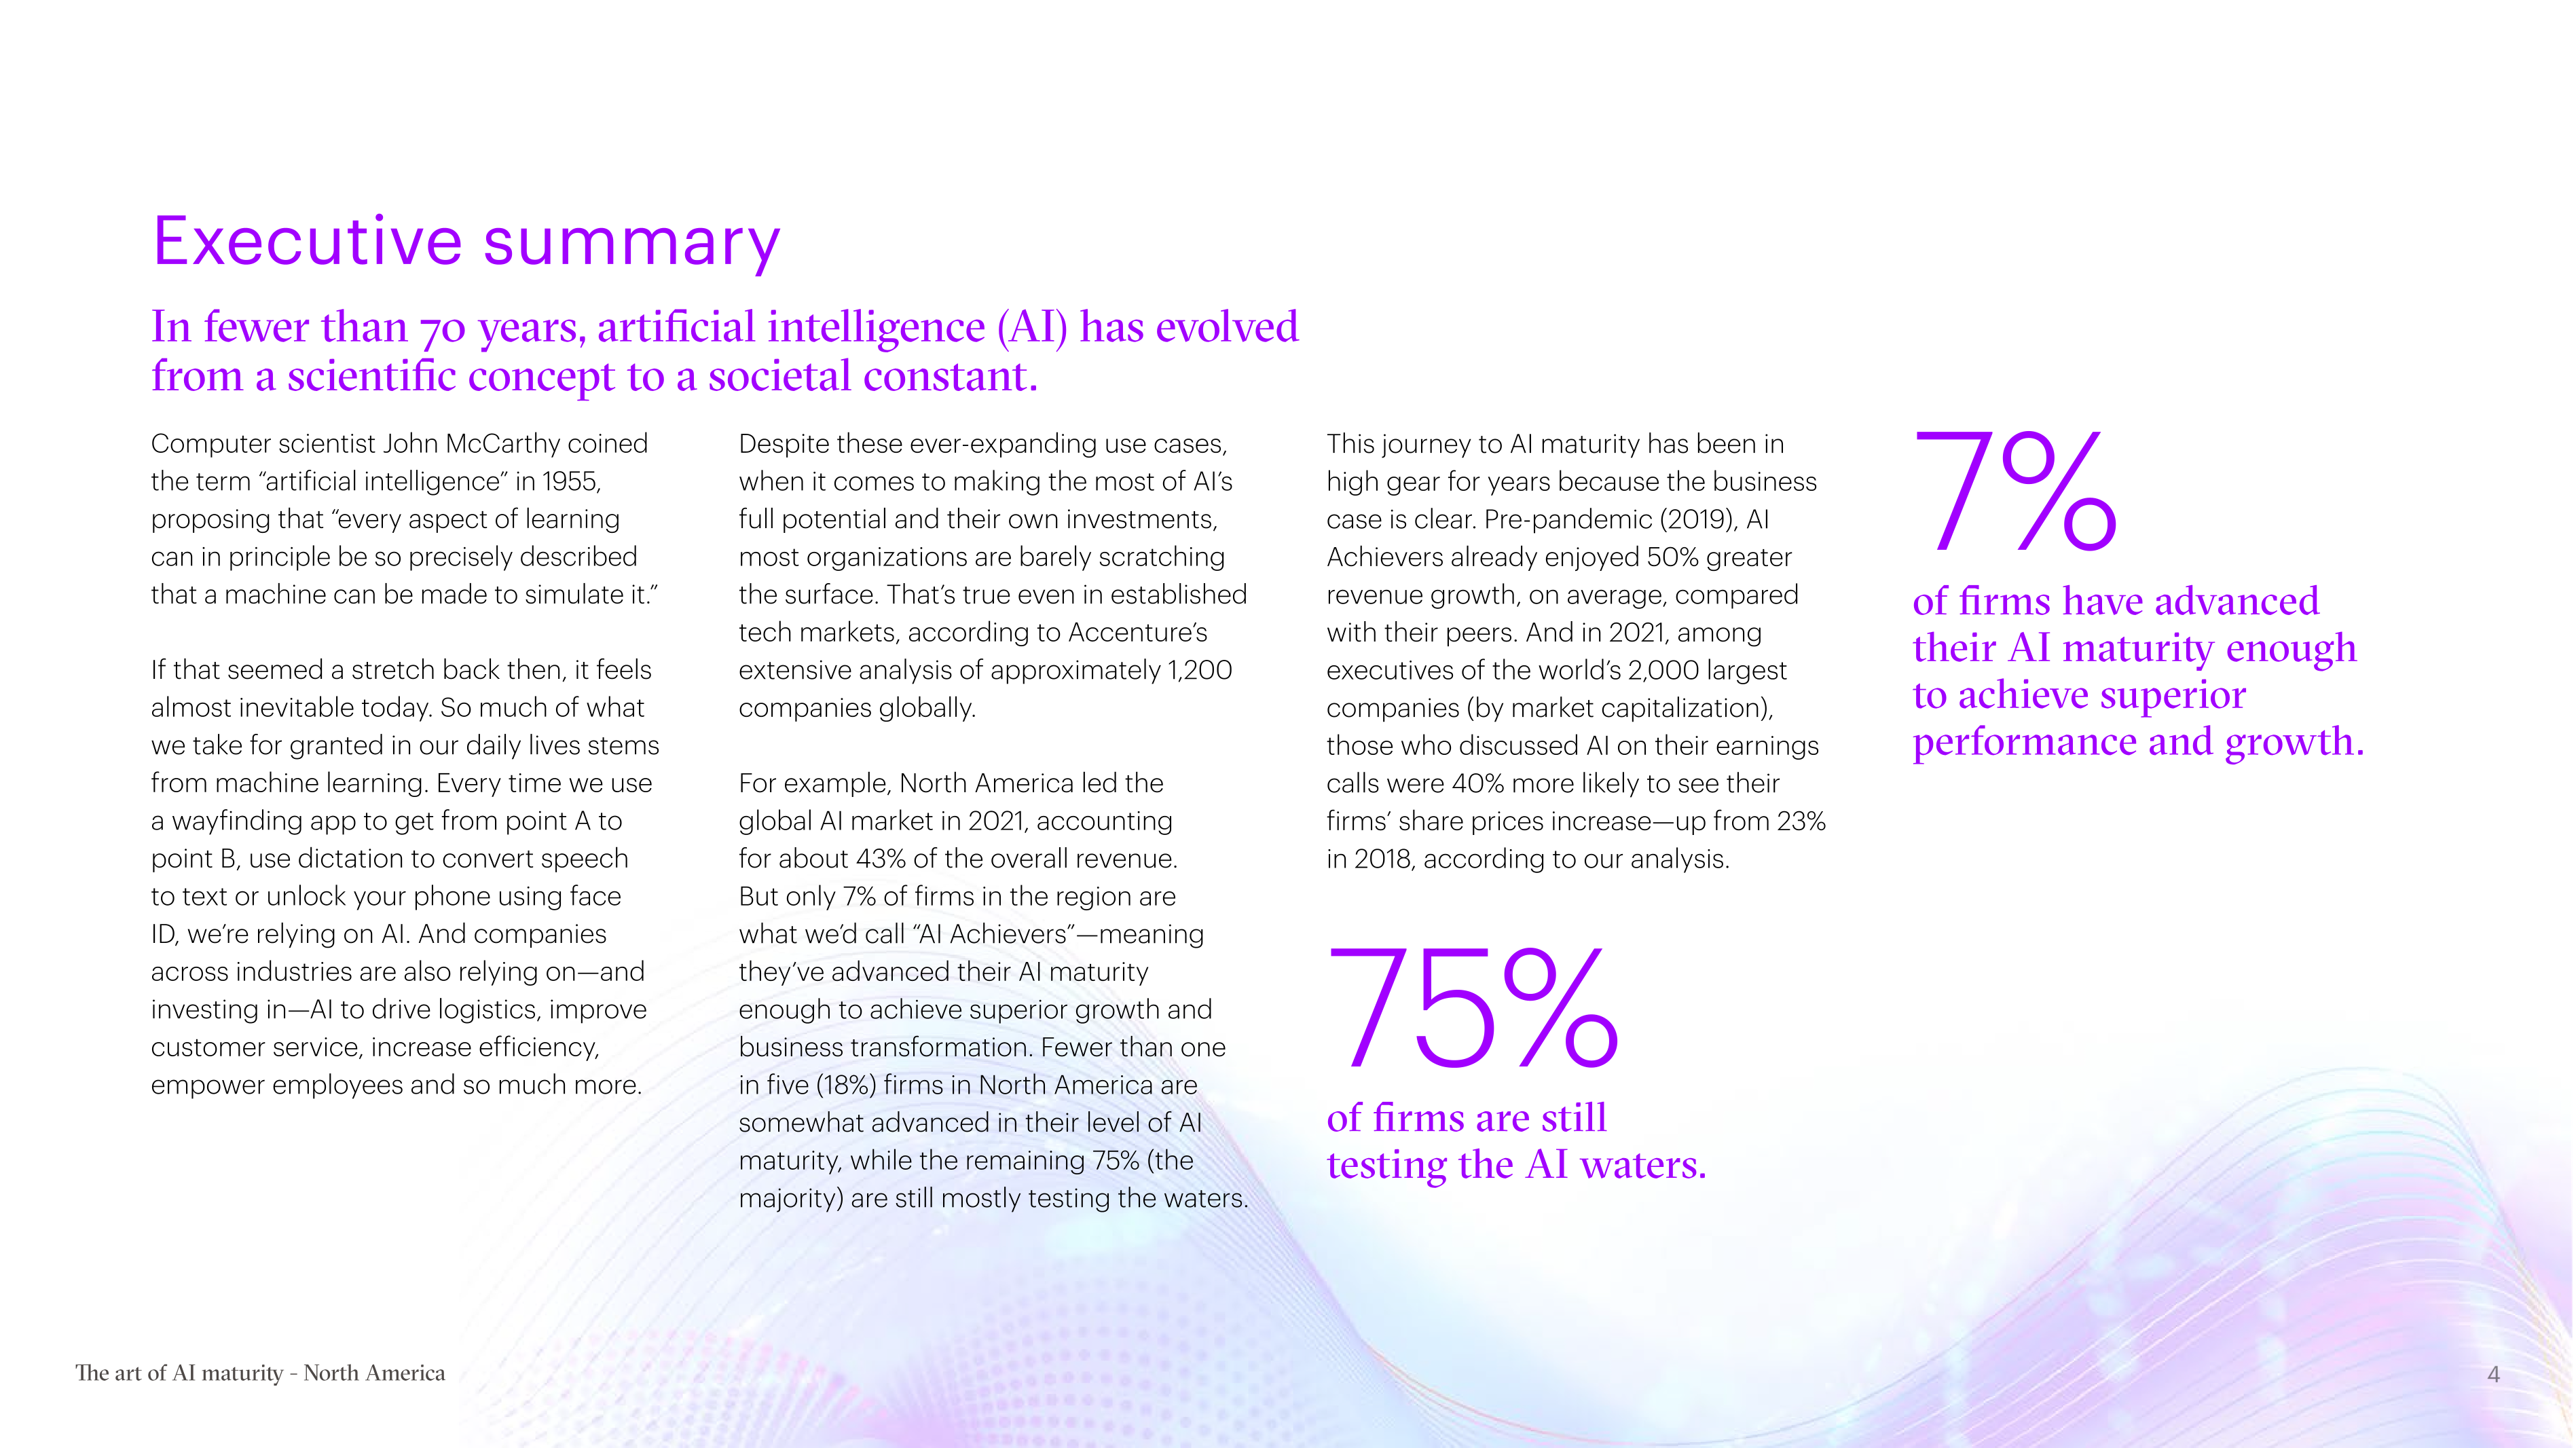 Executive summary
In fewer than 70 years, artificial intelligence (AI) has evolved
from a scientific concept to a societal constant.
Computer scientist John McCarthy coined
the term “artificial intelligence” in 1955,
proposing that “every aspect of learning
can in principle be so precisely described
that a machine can be made to simulate it.”
If that seemed a stretch back then, it feels
almost inevitable today. So much of what
we take for granted in our daily lives stems
from machine learning. Every time we use
a wayfinding app to get from point A to
point B, use dictation to convert speech
to text or unlock your phone using face
ID, we’re relying on AI. And companies
across industries are also relying on—and
investing in—AI to drive logistics, improve
customer service, increase efficiency,
empower employees and so much more.
Despite these ever-expanding use cases,
when it comes to making the most of AI’s
full potential and their own investments,
most organizations are barely scratching
the surface. That’s true even in established
tech markets, according to Accenture’s
extensive analysis of approximately 1,200
companies globally.
For example, North America led the
global AI market in 2021, accounting
for about 43% of the overall revenue.
But only 7% of firms in the region are
what we’d call “AI Achievers”—meaning
they’ve advanced their AI maturity
enough to achieve superior growth and
business transformation. Fewer than one
in five (18%) firms in North America are
somewhat advanced in their level of AI
maturity, while the remaining 75% (the
majority) are still mostly testing the waters.
This journey to AI maturity has been in
high gear for years because the business
case is clear. Pre-pandemic (2019), AI
Achievers already enjoyed 50% greater
revenue growth, on average, compared
with their peers. And in 2021, among
executives of the world’s 2,000 largest
companies (by market capitalization),
those who discussed AI on their earnings
calls were 40% more likely to see their
firms’ share prices increase—up from 23%
in 2018, according to our analysis.
75%
of firms are still
testing the AI waters.
7%
of firms have advanced
their AI maturity enough
to achieve superior
performance and growth.
The art of AI maturity - North America
4